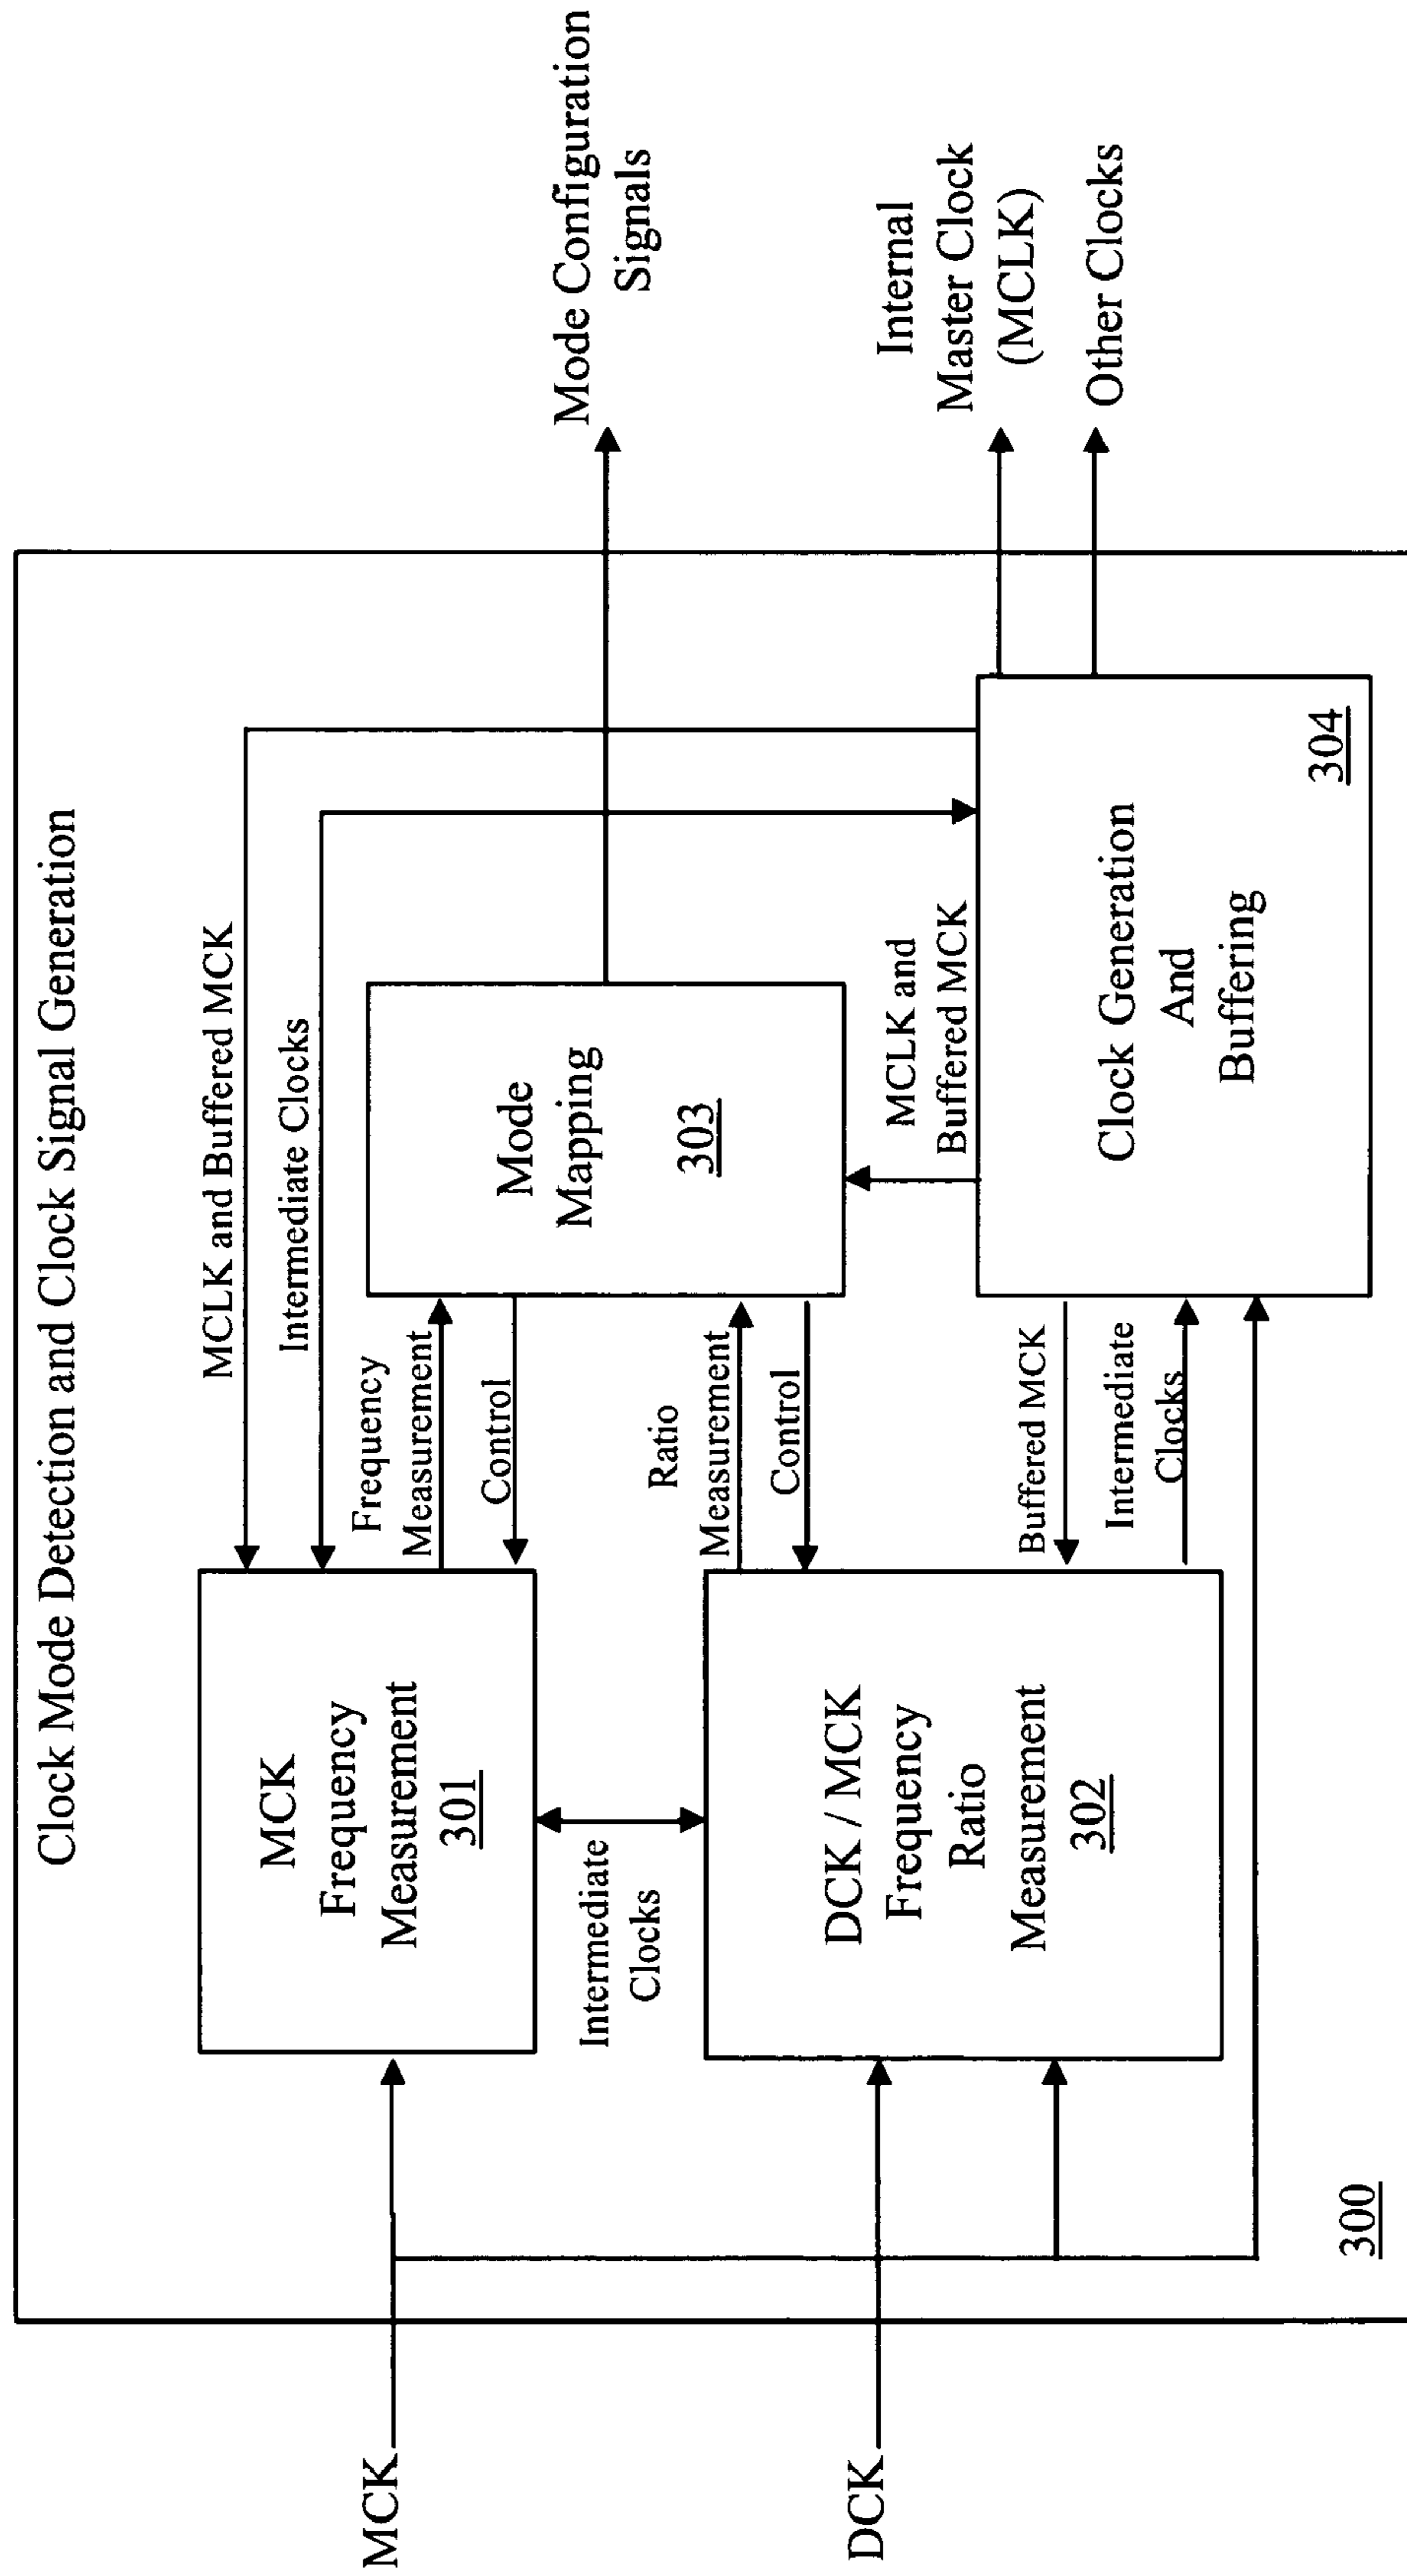 Clock Mode Detection and Clock Signal Generation
MCLK and Buffered MCK
Intermediate Clocks
MCK
Frequency
Measurement
301
Frequency
Measurement
Control
Mode
Mapping
303
Mode Configuration
Signals
MCK
Intermediate
Clocks
Ratio
Measurement
Control
MCLK and
Buffered MCK
Internal
Master Clock
(MCLK)
Other Clocks
DCK
DCK / MCK
Frequency
Ratio
Measurement
302
Buffered MCK
Intermediate
Clocks
Clock Generation
And
Buffering
304
300